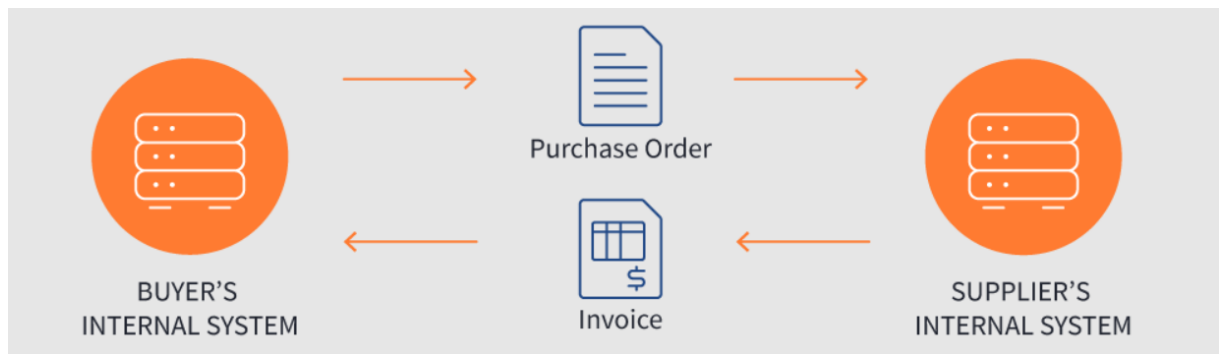 Purchase Order
BUYER'S
INTERNAL SYSTEM
$
Invoice
SUPPLIER'S
INTERNAL SYSTEM